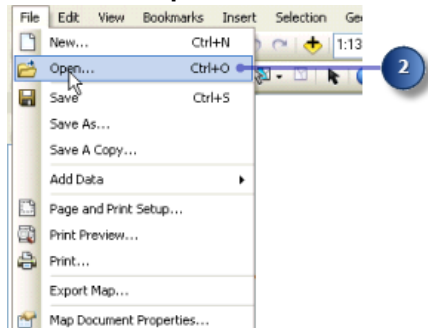 File Edit View Bookmarks Insert Selection
New... Ctrl+N
1:13
Open... Ctrl+O
2
Save Ctrl+S
Save As...
Save A Copy...
Add Data
Page and Print Setup...
Print Preview...
Print...
Export Map...
Map Document Properties...